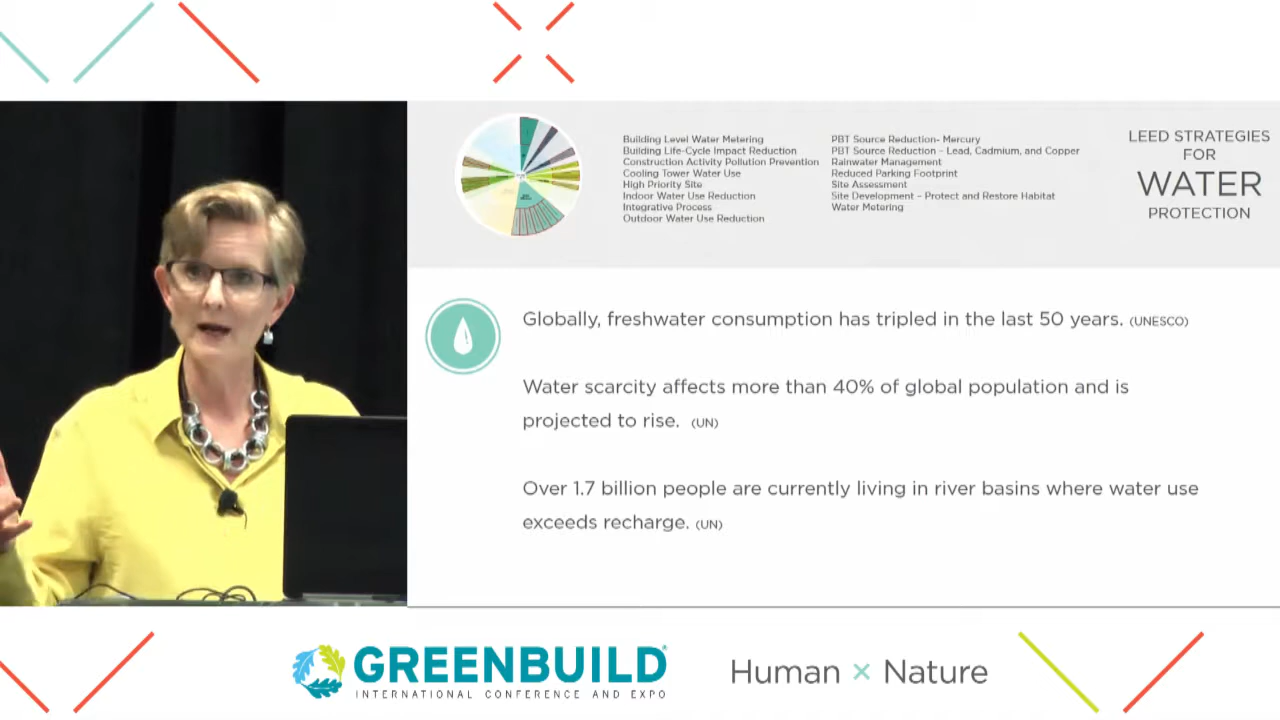 Building Level Water Metering
Building Life-Cycle Impact Reduction
Construction Activity Pollution Prevention
Cooling Tower Water Use
High Priority Site
Indoor Water Use Reduction
Integrative Process
Outdoor Water Use Reduction
PBT Source Reduction- Mercury
PBT Source Reduction - Lead, Cadmium, and Copper
Rainwater Management
Reduced Parking Footprint
Site Assessment
Site Development – Protect and Restore Habitat
Water Metering
LEED STRATEGIES
FOR
WATER
PROTECTION
Globally, freshwater consumption has tripled in the last 50 years. (UNESCO)
Water scarcity affects more than 40% of global population and is
projected to rise. (UN)
Over 1.7 billion people are currently living in river basins where water use
exceeds recharge. (UN)
GREENBUILD®
INTERNATIONAL CONFERENCE AND EXPO
Human × Nature